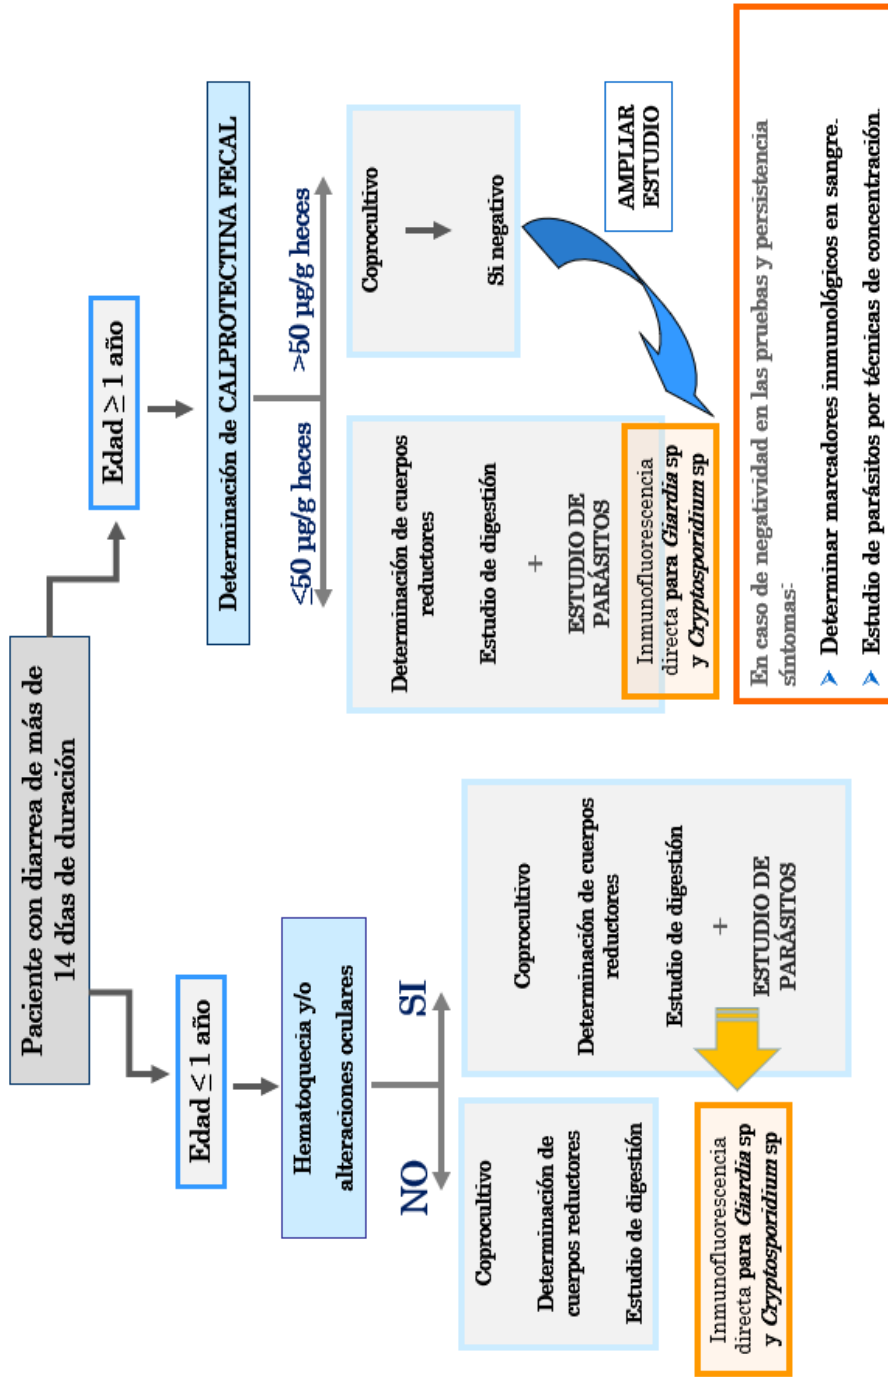 Paciente con diarrea de más de
14 días de duración
Edad ≤ 1 año
Hematoquecia y/o
alteraciones oculares
NO
SI
Coprocultivo
Determinación de
cuerpos reductores
Estudio de digestión
Coprocultivo
Determinación de cuerpos
reductores
Estudio de digestión
+
ESTUDIO DE
PARÁSITOS
Inmunofluorescencia
directa para Giardia sp
y Cryptosporidium sp
Edad ≥ 1 año
Determinación de CALPROTECTINA FECAL
≤50 µg/g heces
>50 µg/g heces
Determinación de cuerpos
reductores
Estudio de digestión
+
ESTUDIO DE
PARÁSITOS
Inmunofluorescencia
directa para Giardia sp
y Cryptosporidium sp
Coprocultivo
Si negativo
AMPLIAR
ESTUDIO
En caso de negatividad en las pruebas y persistencia
síntomas-
➤ Determinar marcadores inmunológicos en sangre.
➤ Estudio de parásitos por técnicas de concentración.